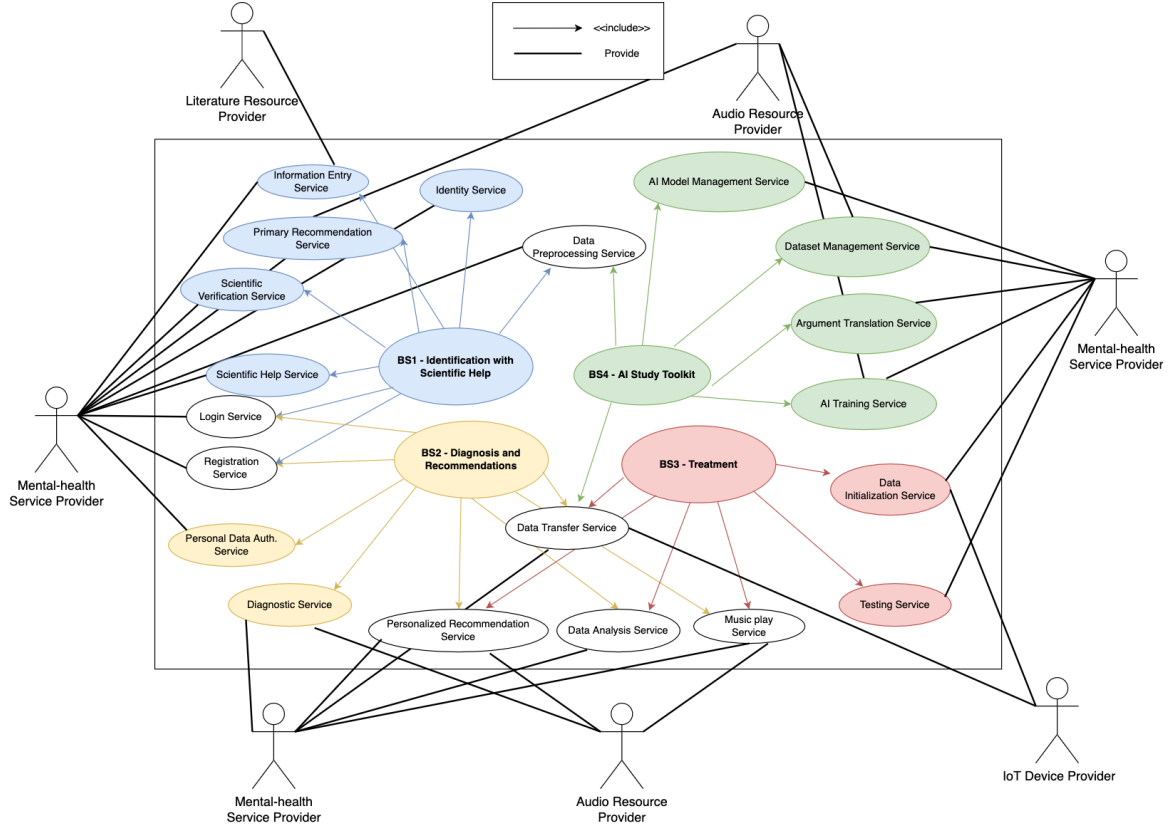 <<include>>
Provide
Literature Resource
Provider
Audio Resource
Provider
Information Entry
Service
Identity Service
AI Model Management Service
Primary Recommendation
Service
Data
Preprocessing Service
Dataset Management Service
Scientific
Verification Service
Argument Translation Service
Mental-health
Service Provider
BS1 - Identification with
Scientific Help
BS4 - AI Study Toolkit
Scientific Help Service
AI Training Service
Login Service
BS2 - Diagnosis and
Recommendations
BS3 - Treatment
Registration
Service
Mental-health
Service Provider
Data
Initialization Service
Data Transfer Service
Personal Data Auth.
Service
Diagnostic Service
Testing Service
Personalized Recommendation
Service
Data Analysis Service
Music play
Service
IoT Device Provider
Mental-health
Service Provider
Audio Resource
Provider